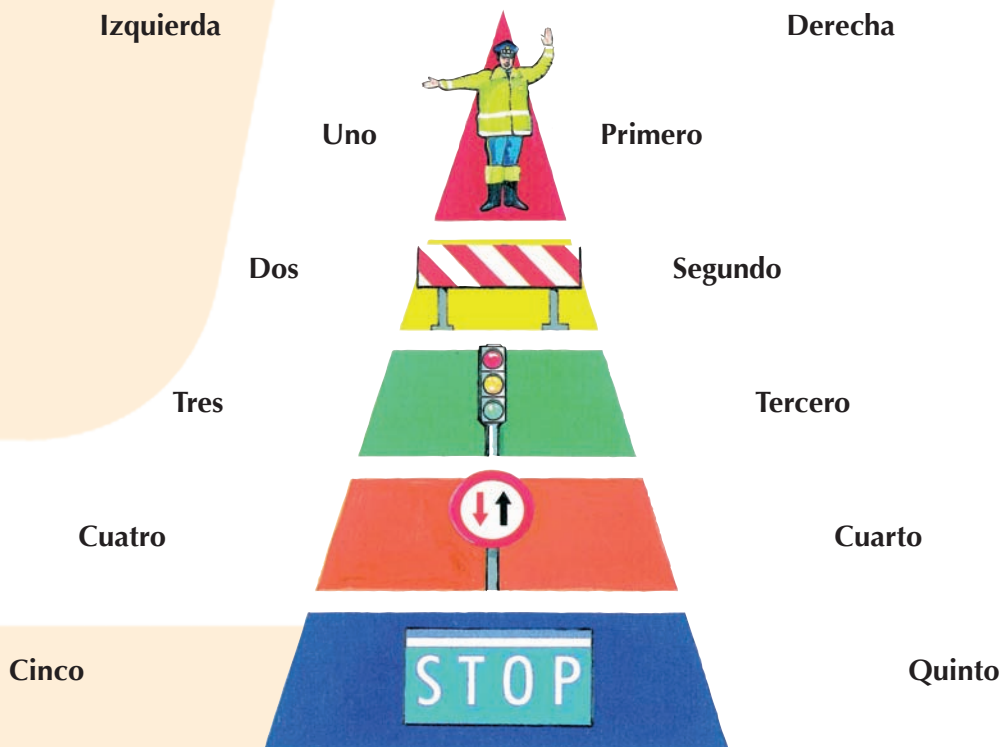 Izquierda Derecha
Uno Primero
Dos Segundo
Tres Tercero
Cuatro Cuarto
Cinco Quinto
STOP